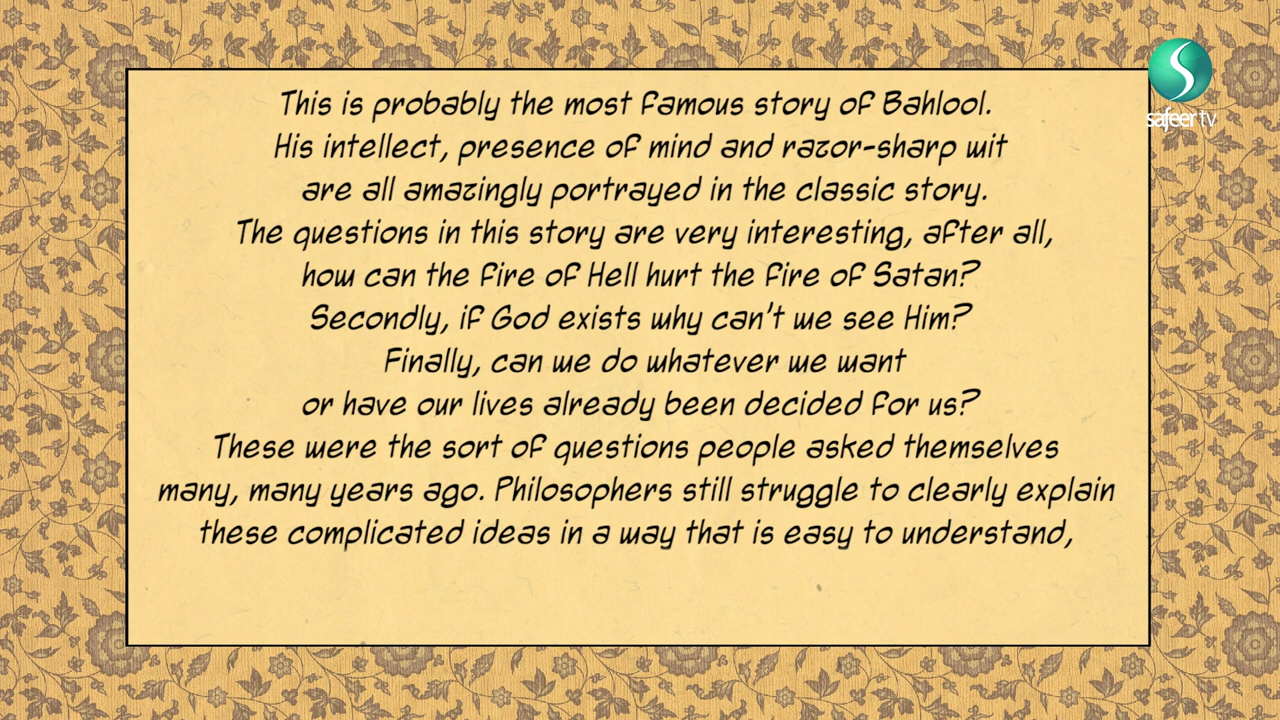 This is probably the most famous story of Bahlool.
His intellect, presence of mind and razor-sharp wit
are all amazingly portrayed in the classic story.
The questions in this story are very interesting, after all,
how can the fire of Hell hurt the fire of Satan?
Secondly, if God exists why can't we see Him?
Finally, can we do whatever we want
or have our lives already been decided for us?
These were the sort of questions people asked themselves
many, many years ago. Philosophers still struggle to clearly explain
these complicated ideas in a way that is easy to understand,
safeer tv